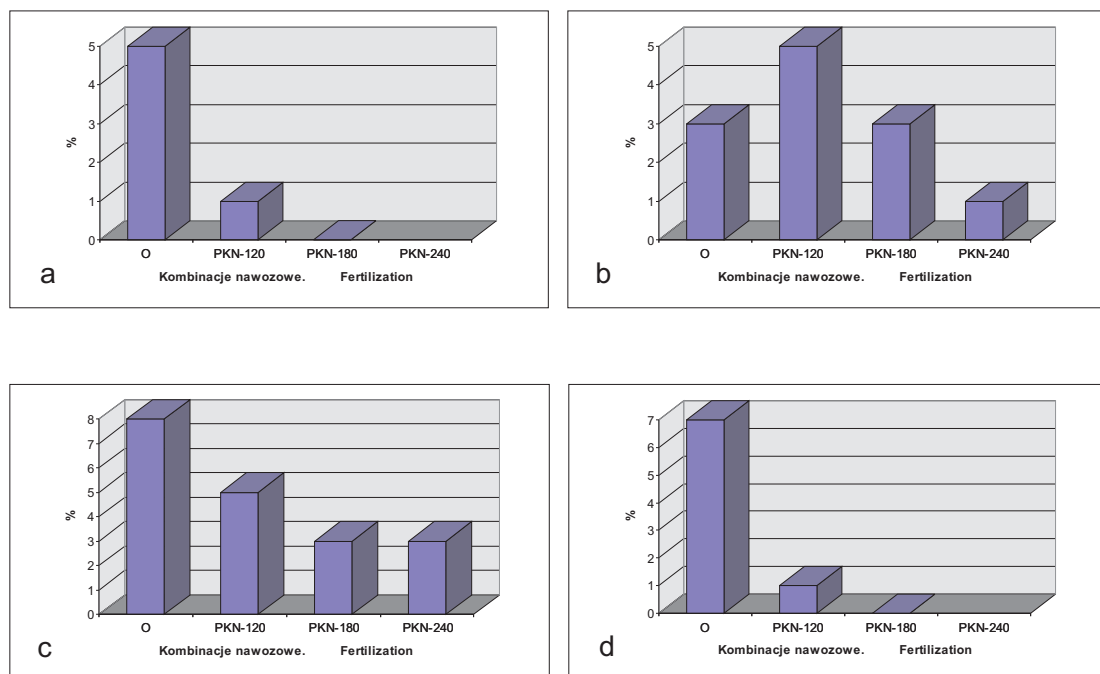 5
4
3
2
1
0
%
O PKN-120 PKN-180 PKN-240
Kombinacje nawozowe. Fertilization
a
5
4
3
2
1
0
%
O PKN-120 PKN-180 PKN-240
Kombinacje nawozowe. Fertilization
b
8
7
6
5
4
3
2
1
0
%
O PKN-120 PKN-180 PKN-240
Kombinacje nawozowe. Fertilization
c
7
6
5
4
3
2
1
0
%
O PKN-120 PKN-180 PKN-240
Kombinacje nawozowe. Fertilization
d